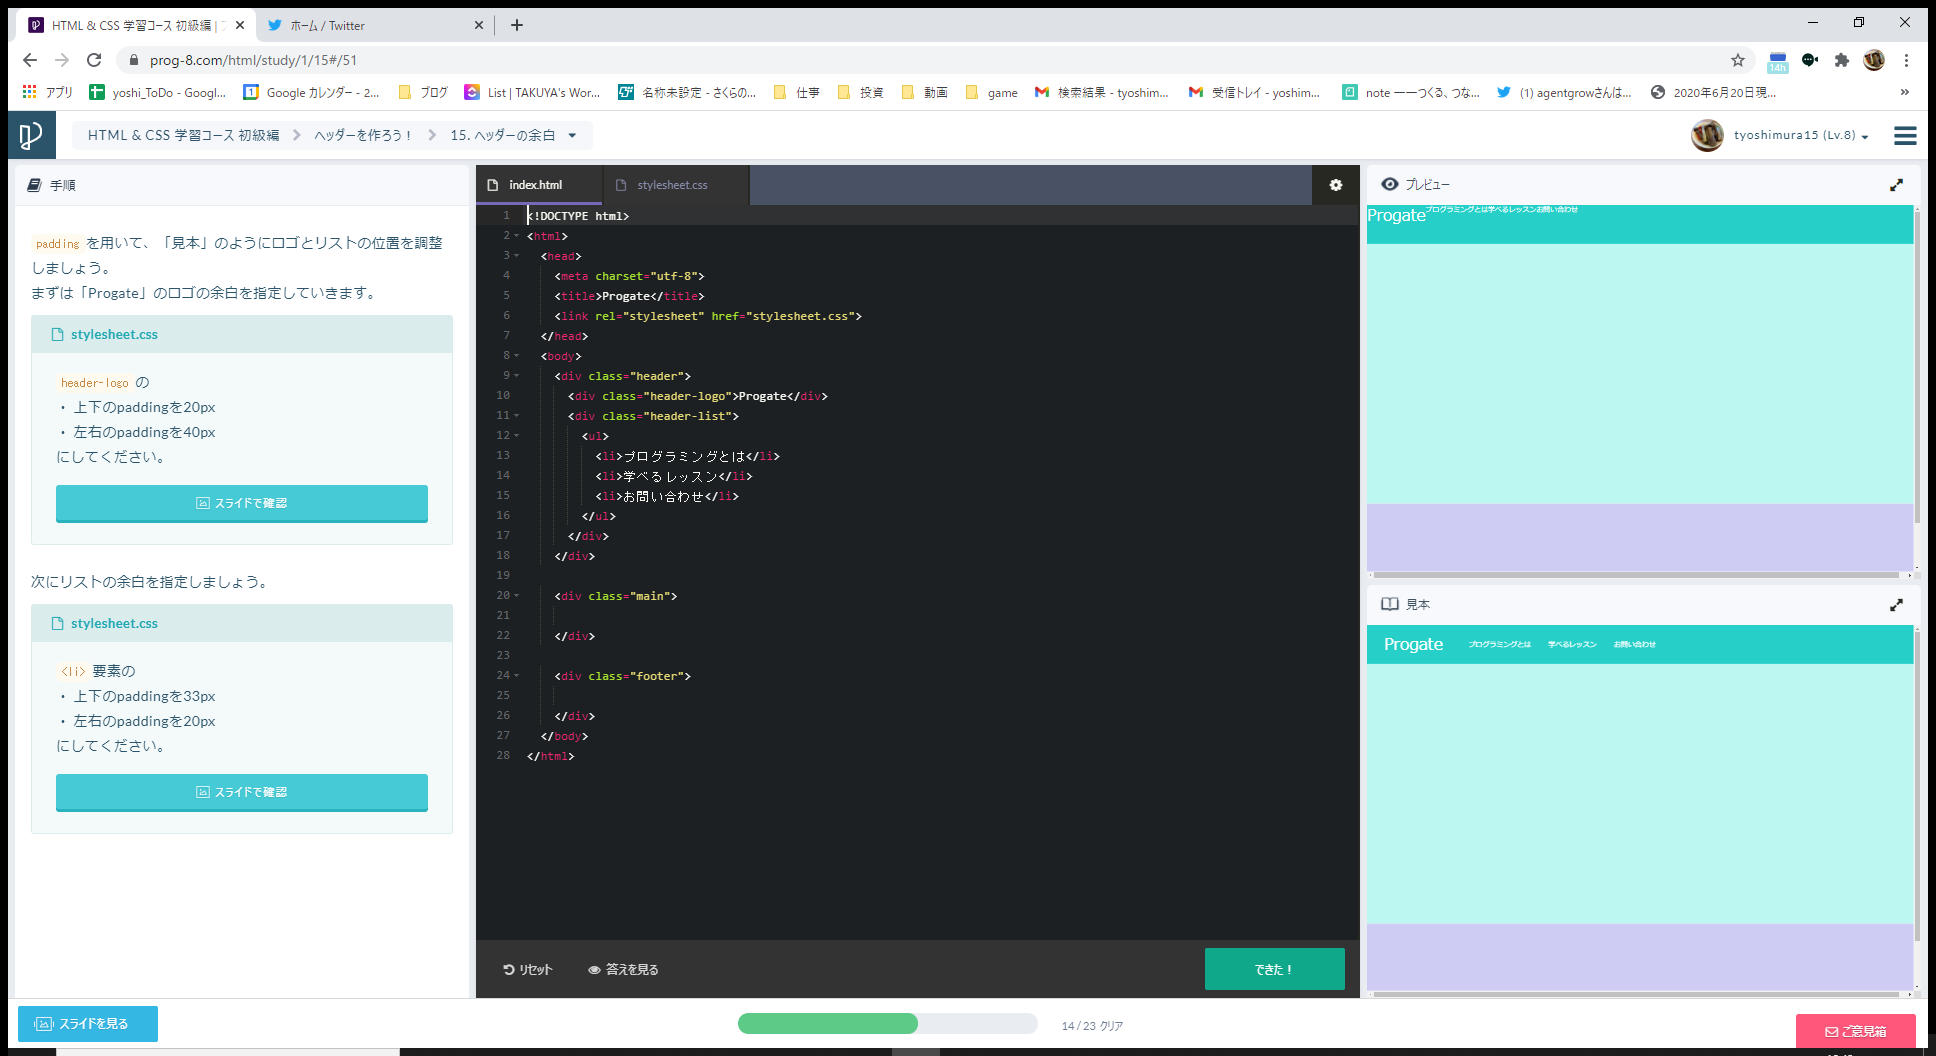 HTML & CSS 学習コース 初級編 |
ホーム / Twitter
prog-8.com/html/study/1/15#/51
14h
アプリ
yoshi_ToDo - Googl...
Google カレンダー - 2...
ブログ
List | TAKUYA's Wor...
名称未設定 - さくらの...
仕事
投資
動画
game
検索結果 - tyoshim...
受信トレイ - yoshim...
note ――つくる、つな...
(1) agentgrowさんは...
2020年6月20日現...
»
HTML & CSS 学習コース 初級編
ヘッダーを作ろう！
15. ヘッダーの余白
tyoshimura15 (Lv.8)
手順
padding を用いて、「見本」のようにロゴとリストの位置を調整
しましょう。
まずは「Progate」のロゴの余白を指定していきます。
stylesheet.css
header-logo の
・ 上下のpaddingを20px
・ 左右のpaddingを40px
にしてください。
スライドで確認
次にリストの余白を指定しましょう。
stylesheet.css
<li> 要素の
・ 上下のpaddingを33px
・ 左右のpaddingを20px
にしてください。
スライドで確認
index.html
stylesheet.css
1 <!DOCTYPE html>
2 <html>
3 <head>
4 <meta charset="utf-8">
5 <title>Progate</title>
6 <link rel="stylesheet" href="stylesheet.css">
7 </head>
8 <body>
9 <div class="header">
10 <div class="header-logo">Progate</div>
11 <div class="header-list">
12 <ul>
13 <li>プログラミングとは</li>
14 <li>学べるレッスン</li>
15 <li>お問い合わせ</li>
16 </ul>
17 </div>
18 </div>
19
20 <div class="main">
21
22 </div>
23
24 <div class="footer">
25
26 </div>
27 </body>
28 </html>
リセット
答えを見る
できた！
プレビュー
Progate プログラミングとは学べるレッスンお問い合わせ
見本
Progate プログラミングとは 学べるレッスン お問い合わせ
スライドを見る
14 / 23 クリア
ご意見箱